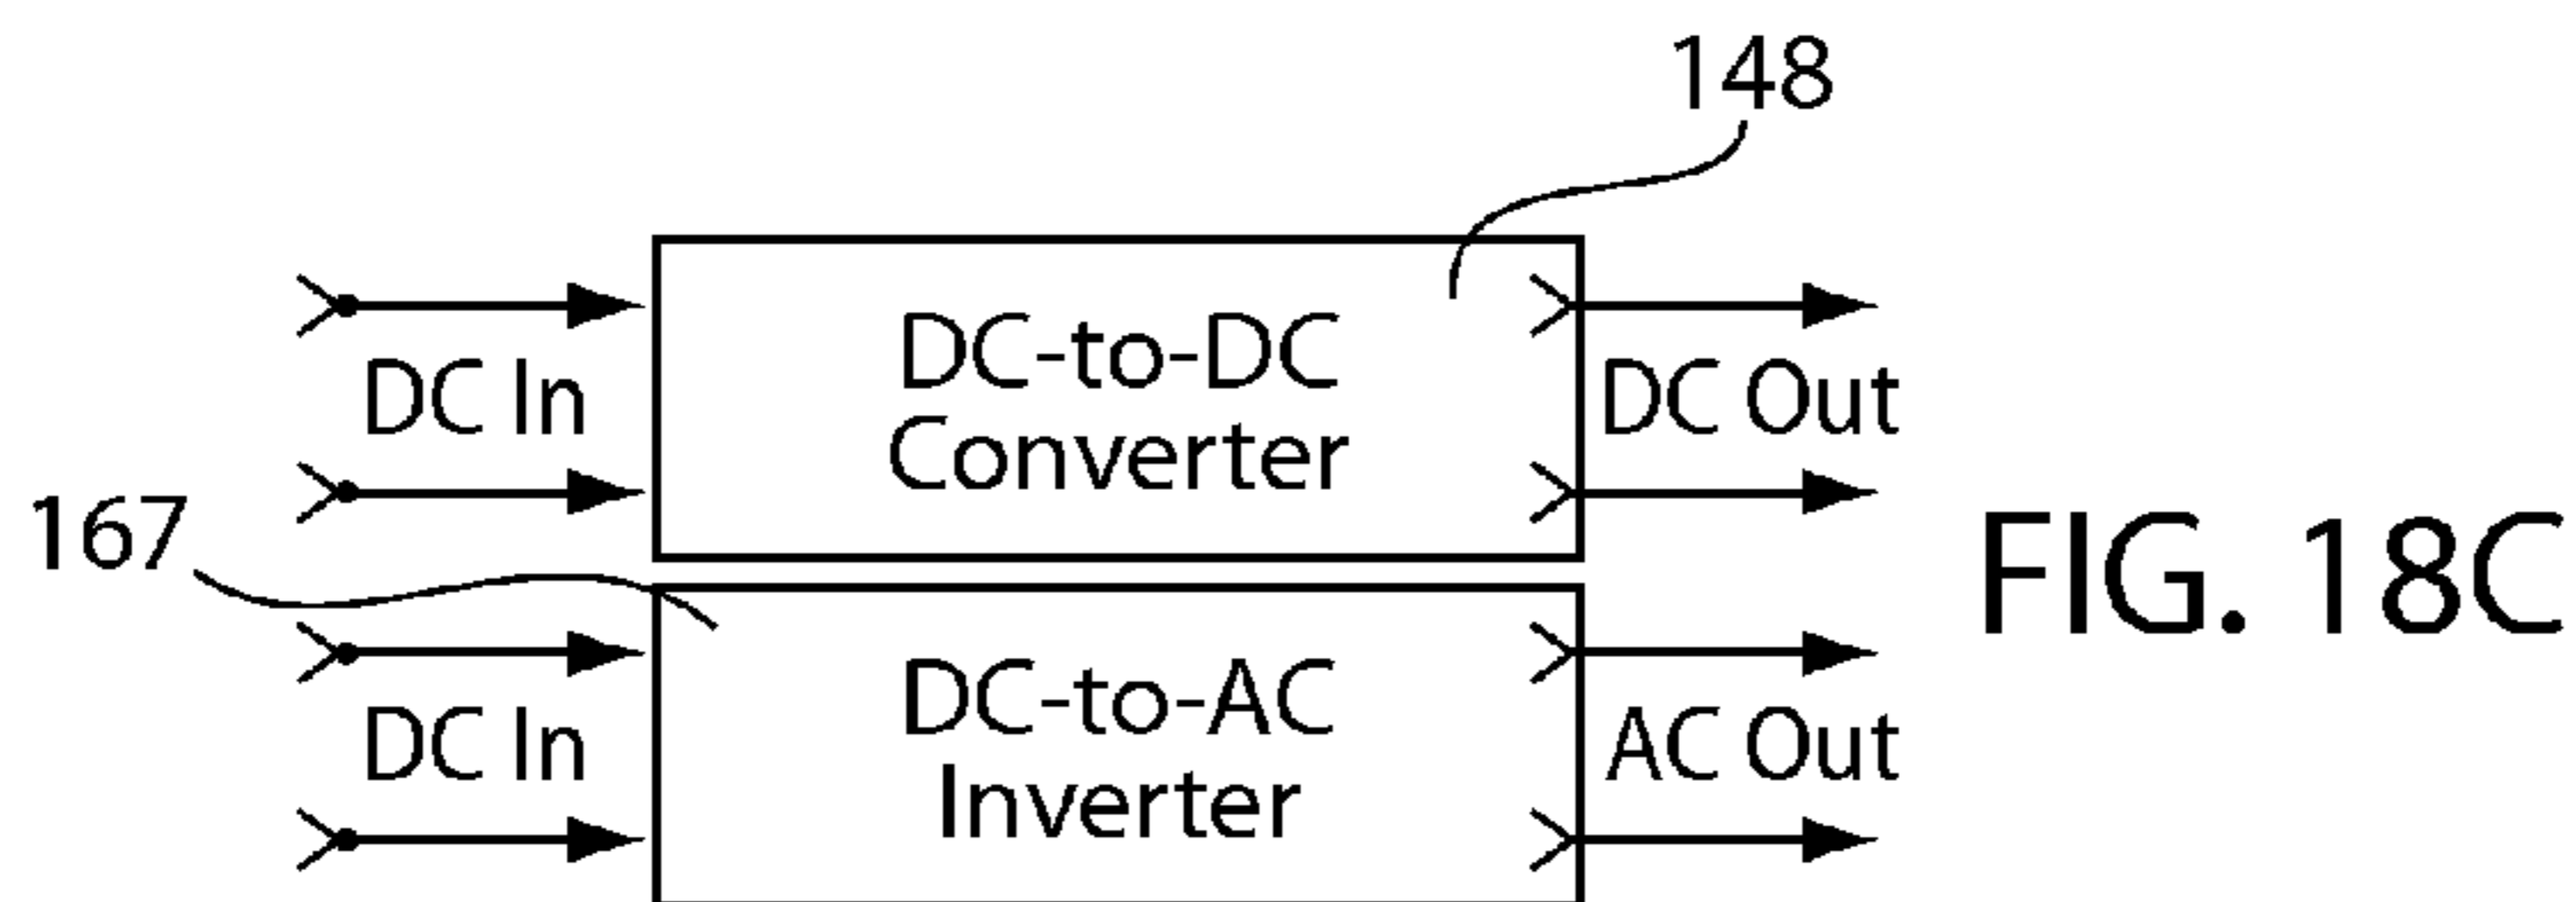 148
DC-to-DC
Converter
DC In
DC Out
167
FIG. 18C
DC-to-AC
Inverter
DC In
AC Out